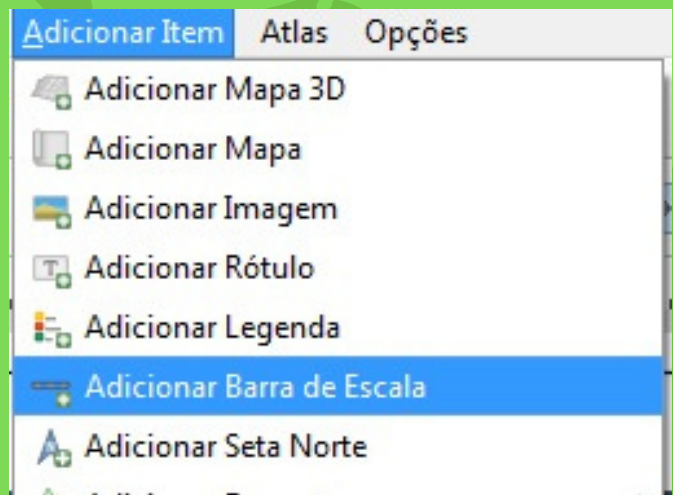 Adicionar Item Atlas Opções
Adicionar Mapa 3D
Adicionar Mapa
Adicionar Imagem
Adicionar Rótulo
Adicionar Legenda
Adicionar Barra de Escala
Adicionar Seta Norte